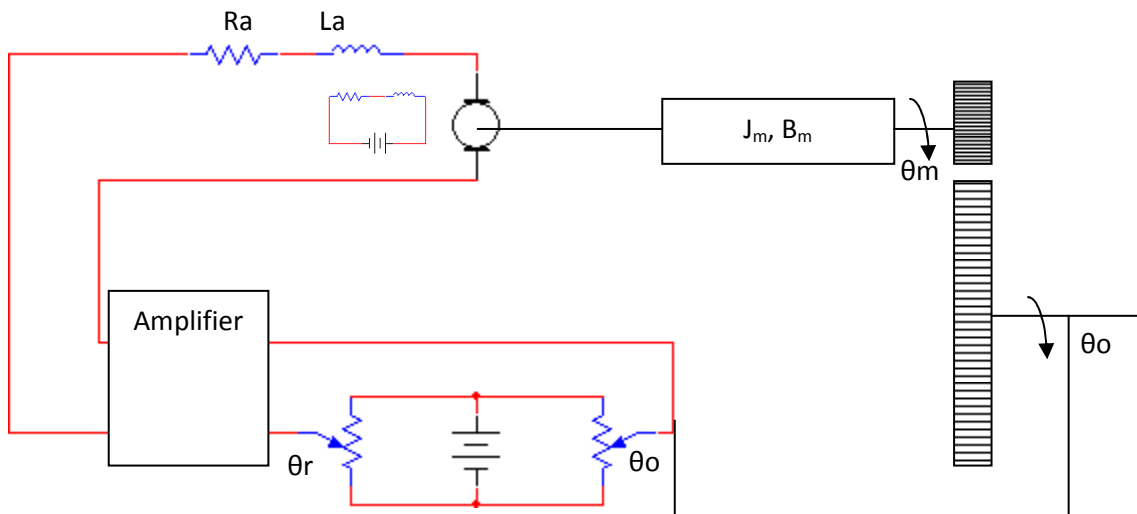 Ra
La
Jₘ, Bₘ
θm
Amplifier
θo
θr
θo